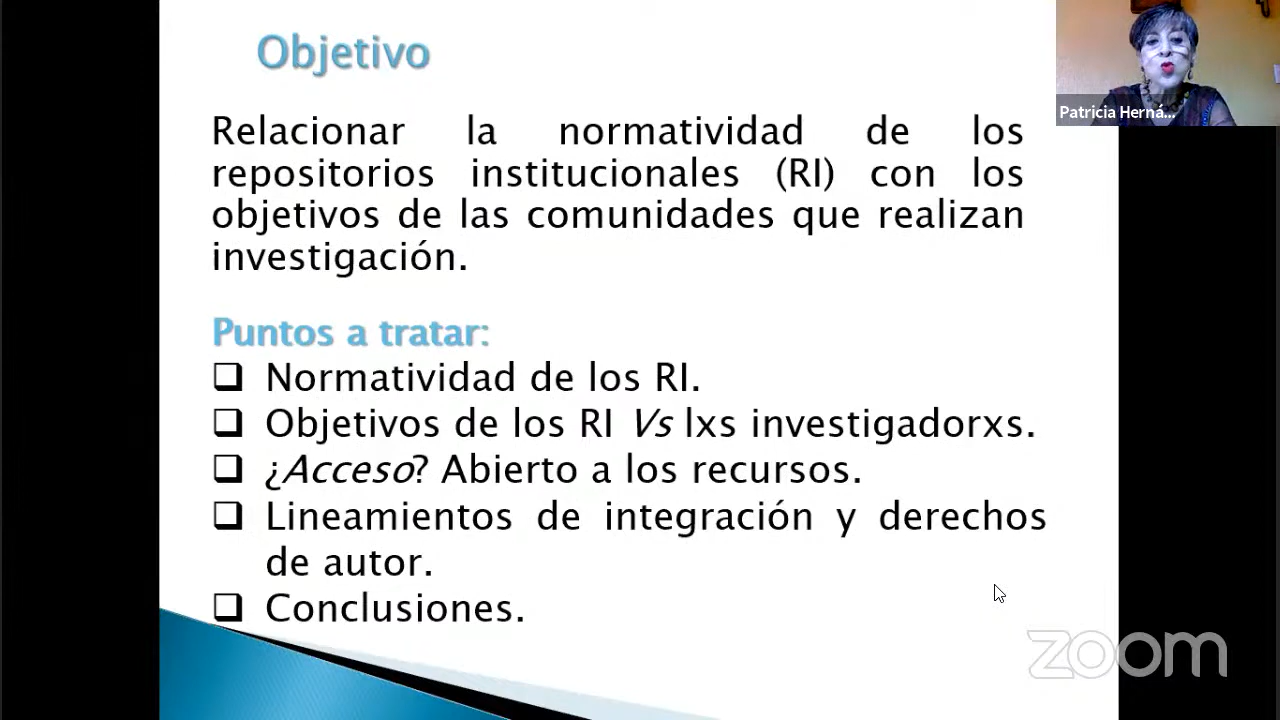 Objetivo
Relacionar la normatividad de los
repositorios institucionales (RI) con los
objetivos de las comunidades que realizan
investigación.
Puntos a tratar:
Normatividad de los RI.
Objetivos de los RI Vs lxs investigadorxs.
¿Acceso? Abierto a los recursos.
Lineamientos de integración y derechos
de autor.
Conclusiones.
Patricia Herná...
zoom